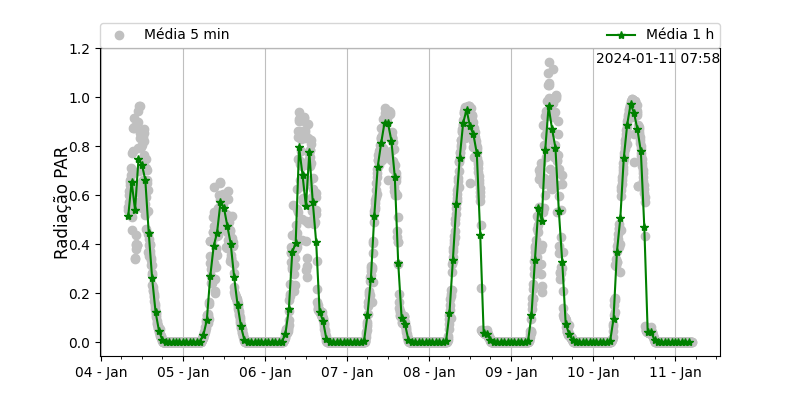 Média 5 min
Média 1 h
2024-01-11 07:58
Radiação PAR
1.2
1.0
0.8
0.6
0.4
0.2
0.0
04 - Jan
05 - Jan
06 - Jan
07 - Jan
08 - Jan
09 - Jan
10 - Jan
11 - Jan